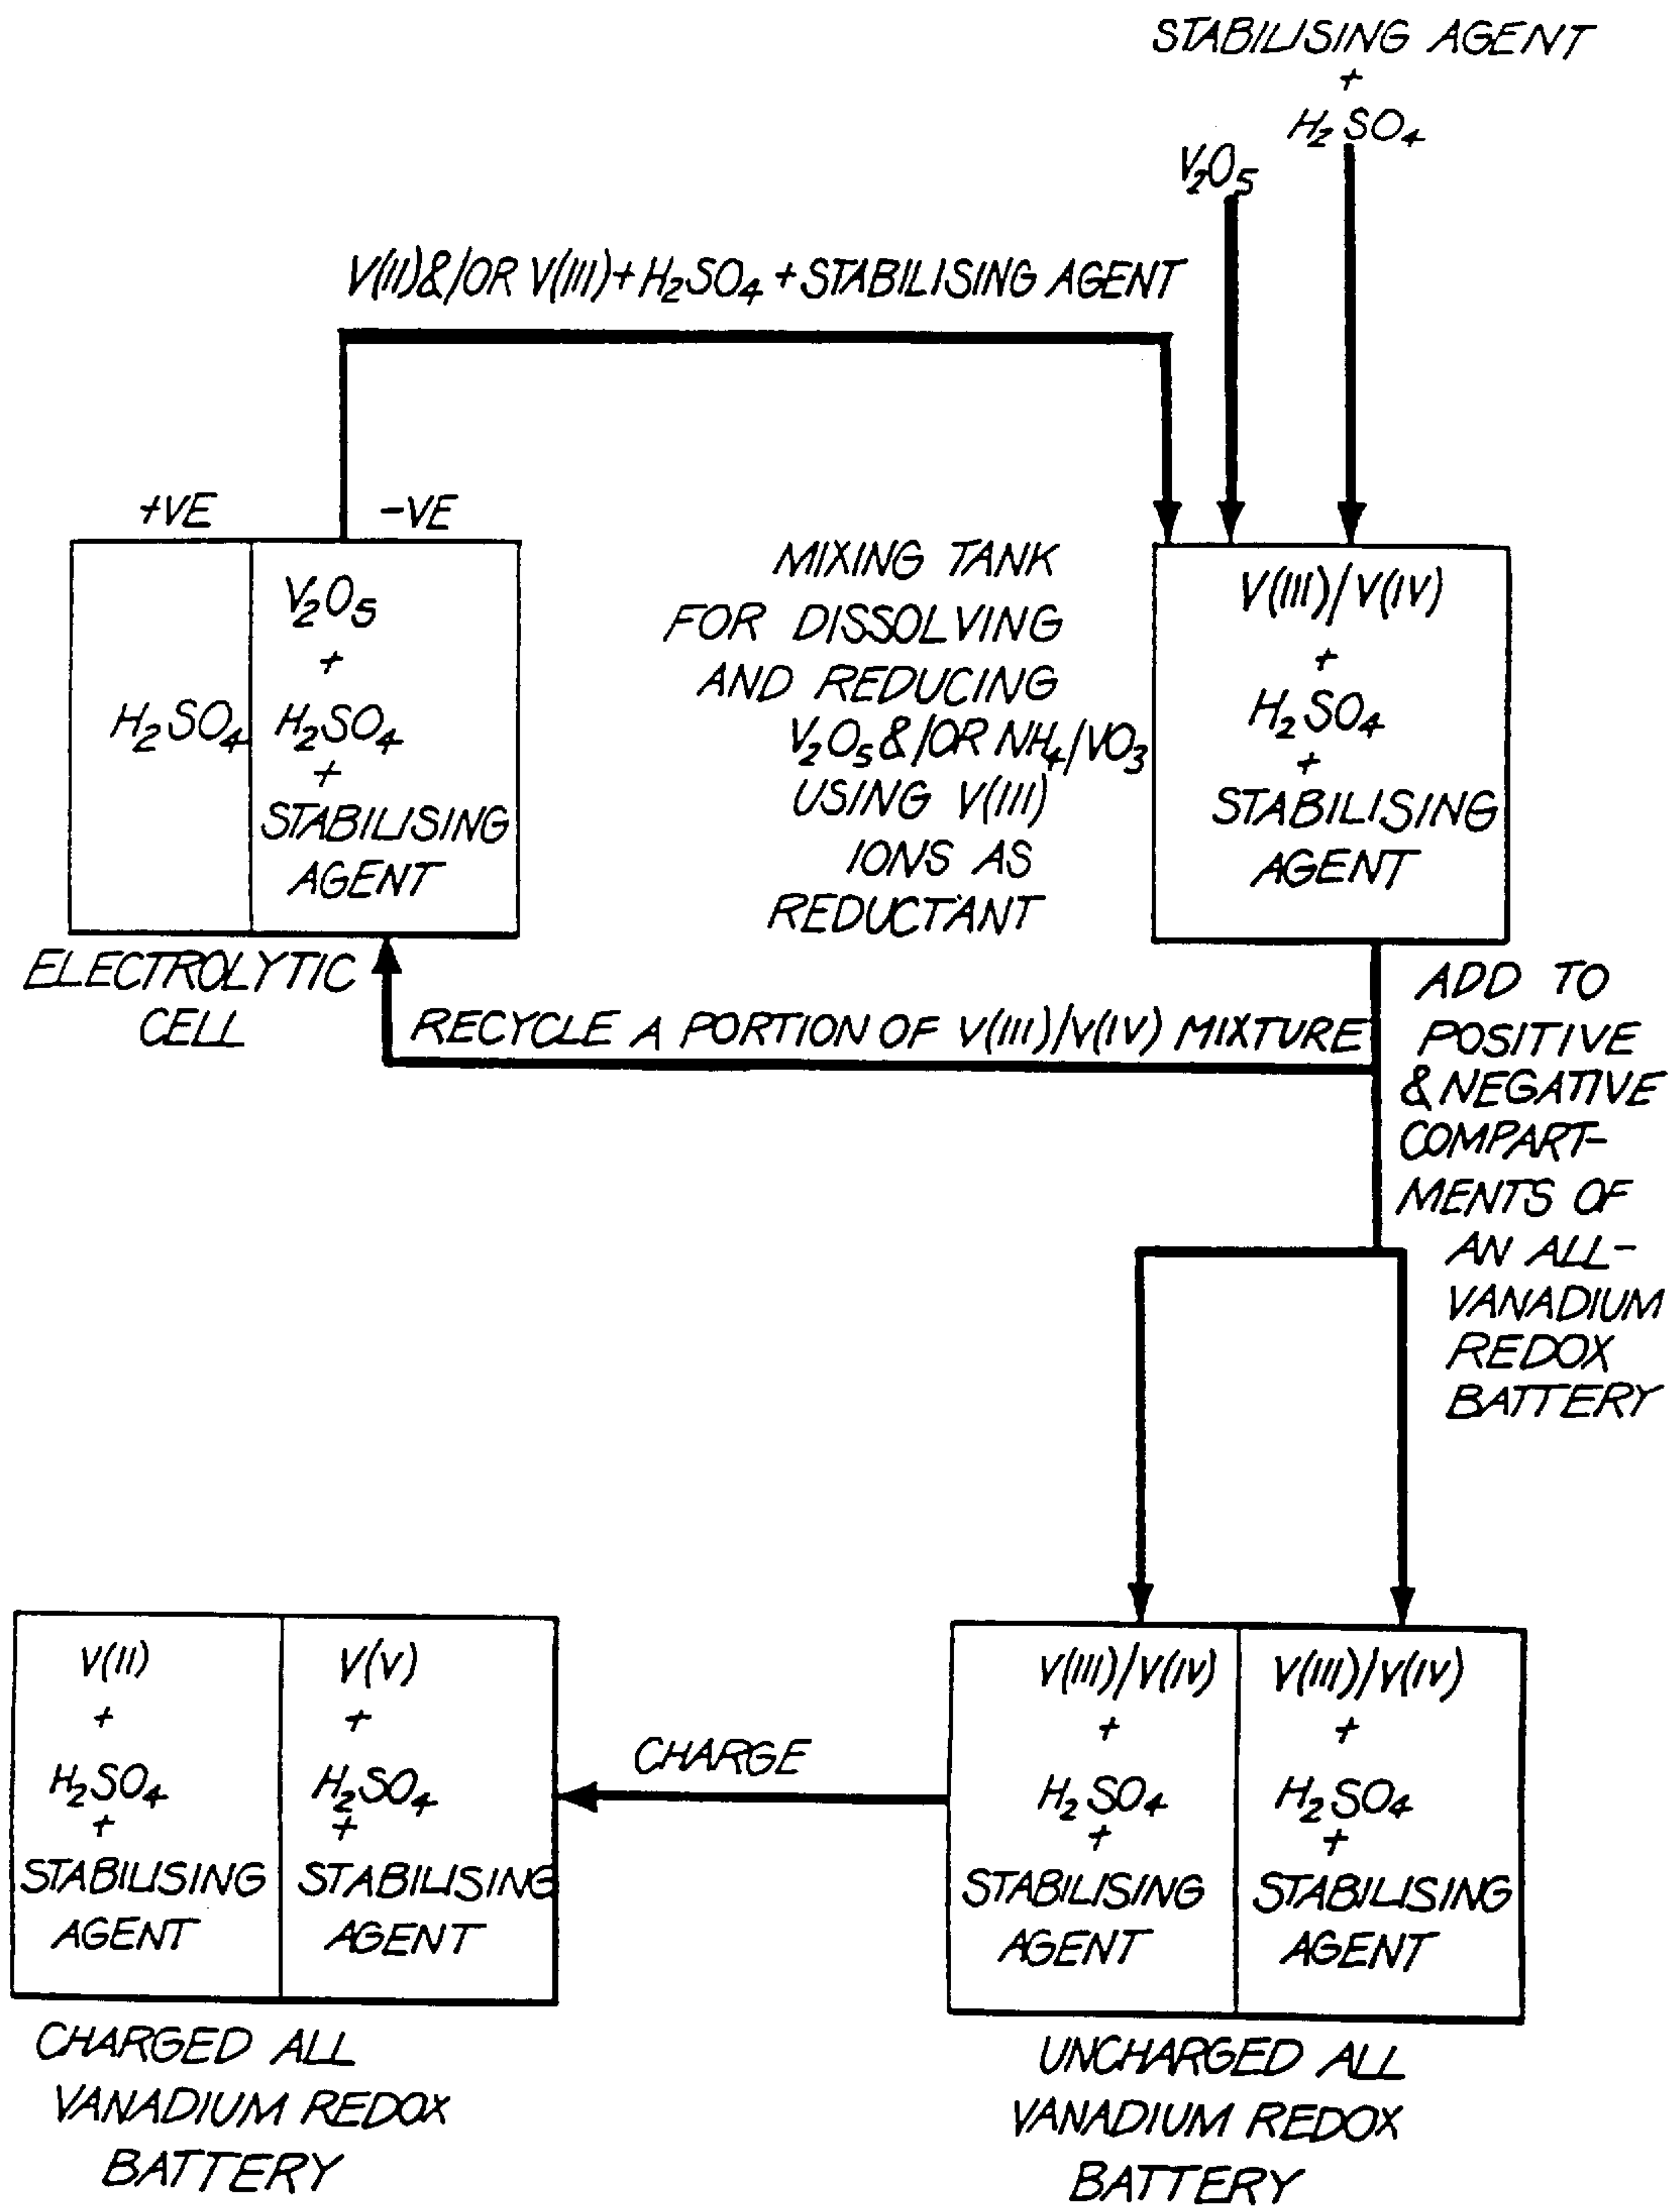 STABILISING AGENT
+
H₂SO₄
V₂O₅
V(II)&/OR V(III)+H₂SO₄+STABILISING AGENT
+VE
-VE
H₂SO₄
V₂O₅
+
H₂SO₄
+
STABILISING
AGENT
ELECTROLYTIC
CELL
MIXING TANK
FOR DISSOLVING
AND REDUCING
V₂O₅&/OR NH₄/VO₃
USING V(III)
IONS AS
REDUCTANT
V(III)/V(IV)
+
H₂SO₄
+
STABILISING
AGENT
RECYCLE A PORTION OF V(III)/V(IV) MIXTURE
ADD TO
POSITIVE
& NEGATIVE
COMPART-
MENTS OF
AN ALL-
VANADIUM
REDOX
BATTERY
V(II)
+
H₂SO₄
+
STABILISING
AGENT
V(V)
+
H₂SO₄
+
STABILISING
AGENT
CHARGED ALL
VANADIUM REDOX
BATTERY
CHARGE
V(III)/V(IV)
+
H₂SO₄
+
STABILISING
AGENT
V(III)/V(IV)
+
H₂SO₄
+
STABILISING
AGENT
UNCHARGED ALL
VANADIUM REDOX
BATTERY